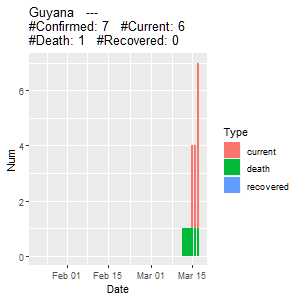 Guyana   ---
#Confirmed: 7   #Current: 6
#Death: 1   #Recovered: 0
Num
6
4
2
0
Feb 01   Feb 15   Mar 01   Mar 15
Date
Type
current
death
recovered